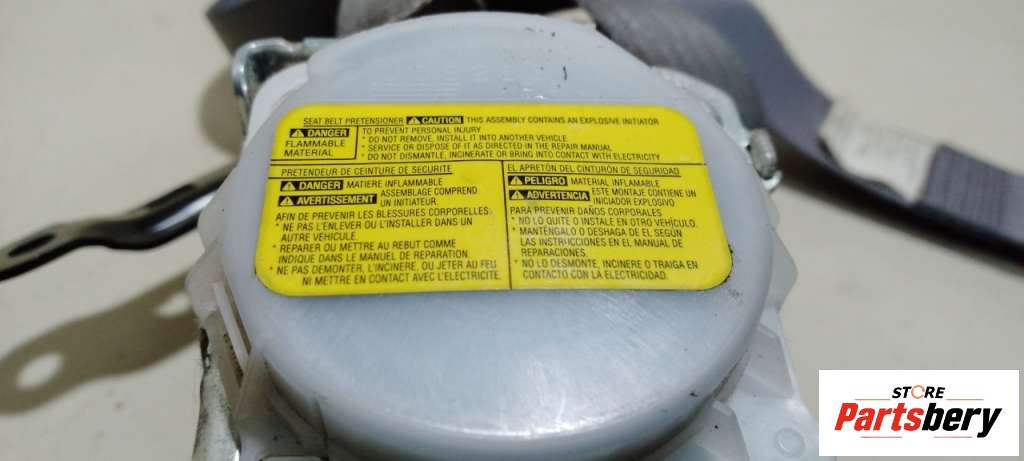 SEAT BELT PRETENSIONER CAUTION THIS ASSEMBLY CONTAINS AN EXPLOSIVE INITIATOR
DANGER
FLAMMABLE
MATERIAL
TO PREVENT PERSONAL INJURY
* DO NOT REMOVE, INSTALL IT INTO ANOTHER VEHICLE
* SERVICE OR DISPOSE OF IT AS DIRECTED IN THE REPAIR MANUAL
* DO NOT DISMANTLE, INCINERATE OR BRING INTO CONTACT WITH ELECTRICITY
PRETENDEUR DE CEINTURE DE SECURITE
DANGER MATIERE INFLAMMABLE
AVERTISSEMENT ASSEMBLAGE COMPREND
UN INITIATEUR.
AFIN DE PREVENIR LES BLESSURES CORPORELLES:
* NE PAS L'ENLEVER OU L'INSTALLER DANS UN
AUTRE VEHICULE.
* REPARER OU METTRE AU REBUT COMME
INDIQUE DANS LE MANUEL DE REPARATION.
* NE PAS DEMONTER, L'INCINERE, OU JETER AU FEU
NI METTRE EN CONTACT AVEC L'ELECTRICITE.
EL APRETÓN DEL CINTURÓN DE SEGURIDAD
PELIGRO MATERIAL INFLAMABLE
ADVERTENCIA ESTE MONTAJE CONTIENE UN
INICIADOR EXPLOSIVO
PARÁ PREVENIR DAÑOS CORPORALES
* NO LO QUITE O INSTALE EN OTRO VEHÍCULO.
* MANTÉNGALO O DESHAGA DE ÉL SEGÚN
LAS INSTRUCCIONES EN EL MANUAL DE
REPARACIONES.
* NO LO DESMONTE, INCINERE O TRAIGA EN
CONTACTO CON LA ELECTRICIDAD.
STORE
Partsbery